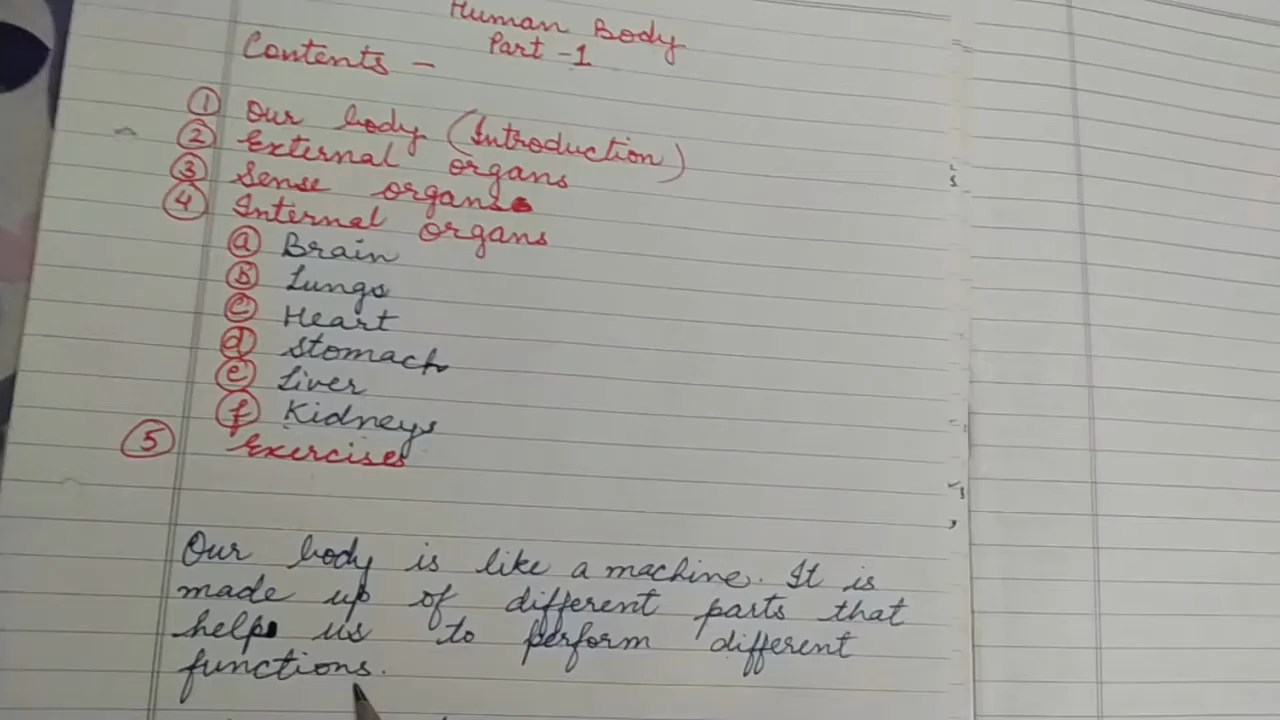 Human Body
Part -1
Contents -
① Our body (Introduction)
② External organs
③ Sense organs
④ Internal organs
ⓐ Brain
ⓑ Lungs
ⓒ Heart
ⓓ Stomach
ⓔ Liver
ⓕ Kidneys
⑤ Exercises
Our body is like a machine. It is
made up of different parts that
help us to perform different
functions.